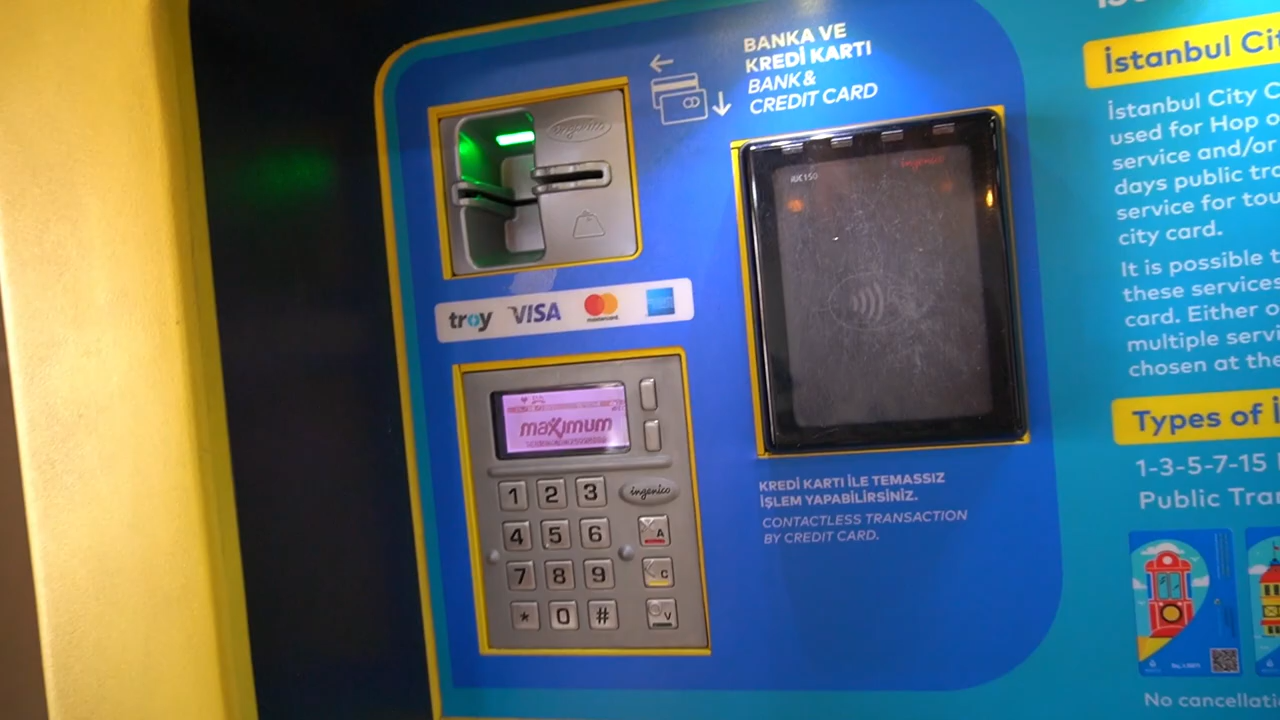 BANKA VE
KREDİ KARTI
BANK &
CREDIT CARD
ingenico
ingenico
iUC150
troy VISA mastercard
maximum
1 2 3
ingenico
4 5 6 A
7 8 9 C
* 0 # V
KREDİ KARTI İLE TEMASSIZ
İŞLEM YAPABİLİRSİNİZ.
CONTACTLESS TRANSACTION
BY CREDIT CARD.
İstanbul Cit
İstanbul City C
used for Hop o
service and/or
days public tra
service for tou
city card.
It is possible t
these services
card. Either o
multiple servi
chosen at the
Types of İ
1-3-5-7-15
Public Tra
No cancellati